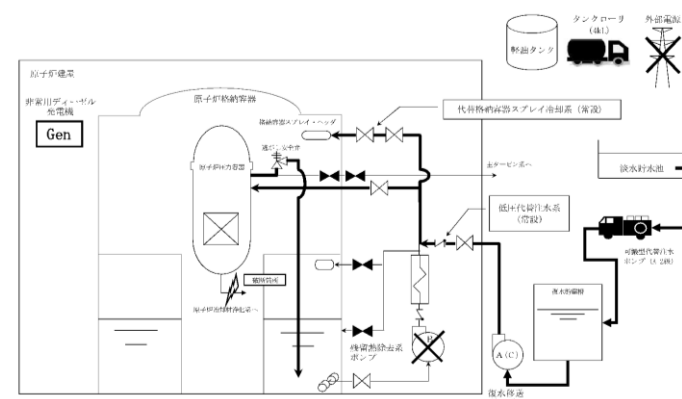 タンクローリ
(4kL)
外部電源
軽油タンク
原子炉建屋
非常用ディーゼル
発電機
Gen
原子炉格納容器
代替格納容器スプレイ冷却系（常設）
格納容器スプレイ・ヘッダ
逃がし安全弁
原子炉圧力容器
主タービン系へ
淡水貯水池
低圧代替注水系
（常設）
可搬型代替注水
ポンプ (A-2級)
破断箇所
原子炉冷却材浄化系へ
復水貯蔵槽
残留熱除去系
ポンプ
B
A(C)
復水移送